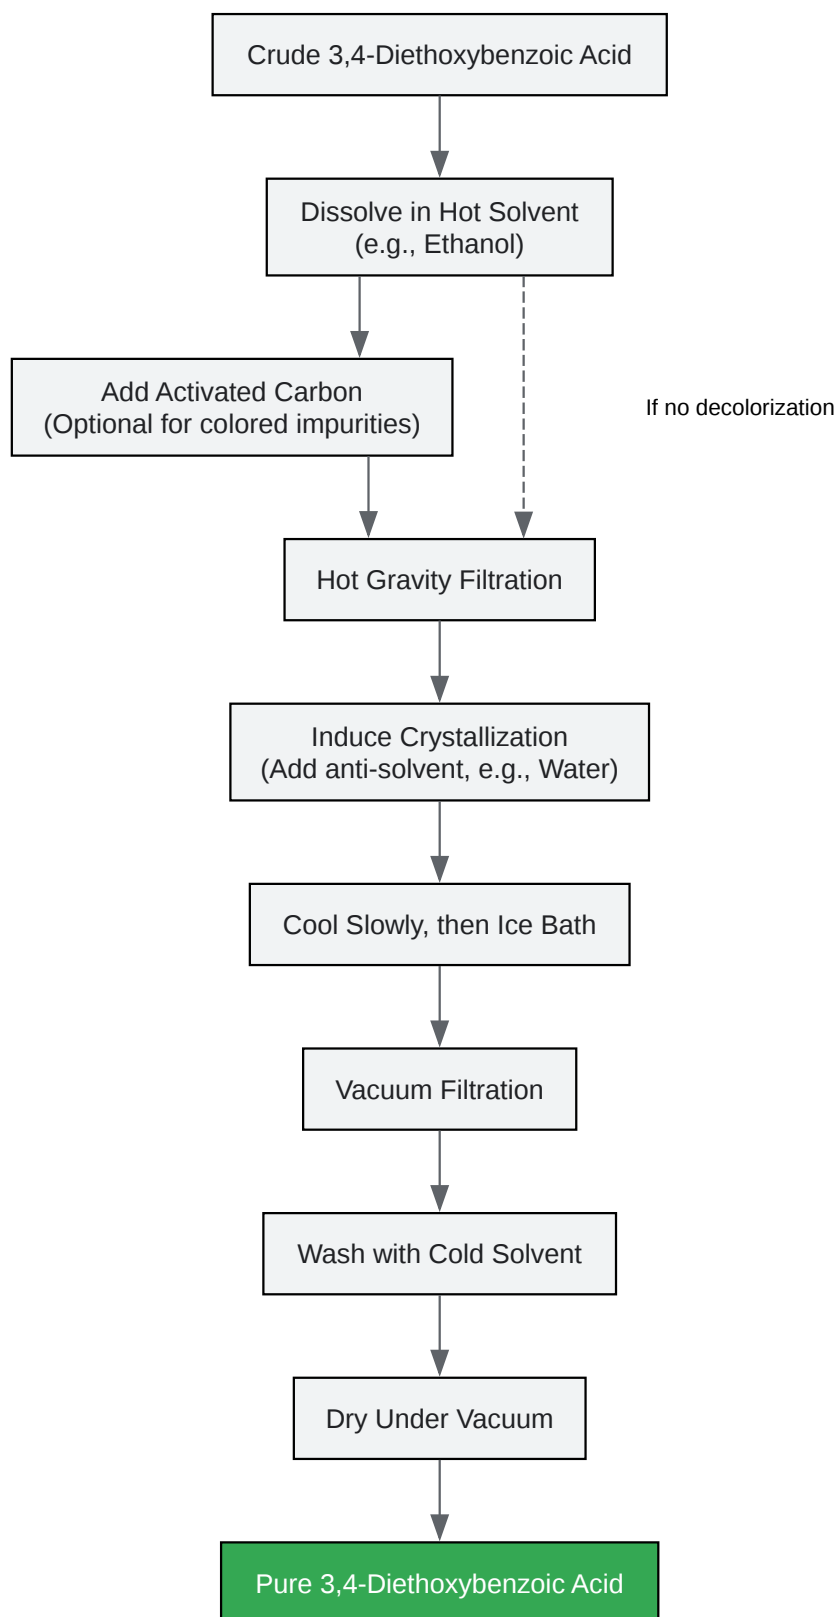 Crude 3,4-Diethoxybenzoic Acid
Dissolve in Hot Solvent
(e.g., Ethanol)
Add Activated Carbon
(Optional for colored impurities)
If no decolorization
Hot Gravity Filtration
Induce Crystallization
(Add anti-solvent, e.g., Water)
Cool Slowly, then Ice Bath
Vacuum Filtration
Wash with Cold Solvent
Dry Under Vacuum
Pure 3,4-Diethoxybenzoic Acid